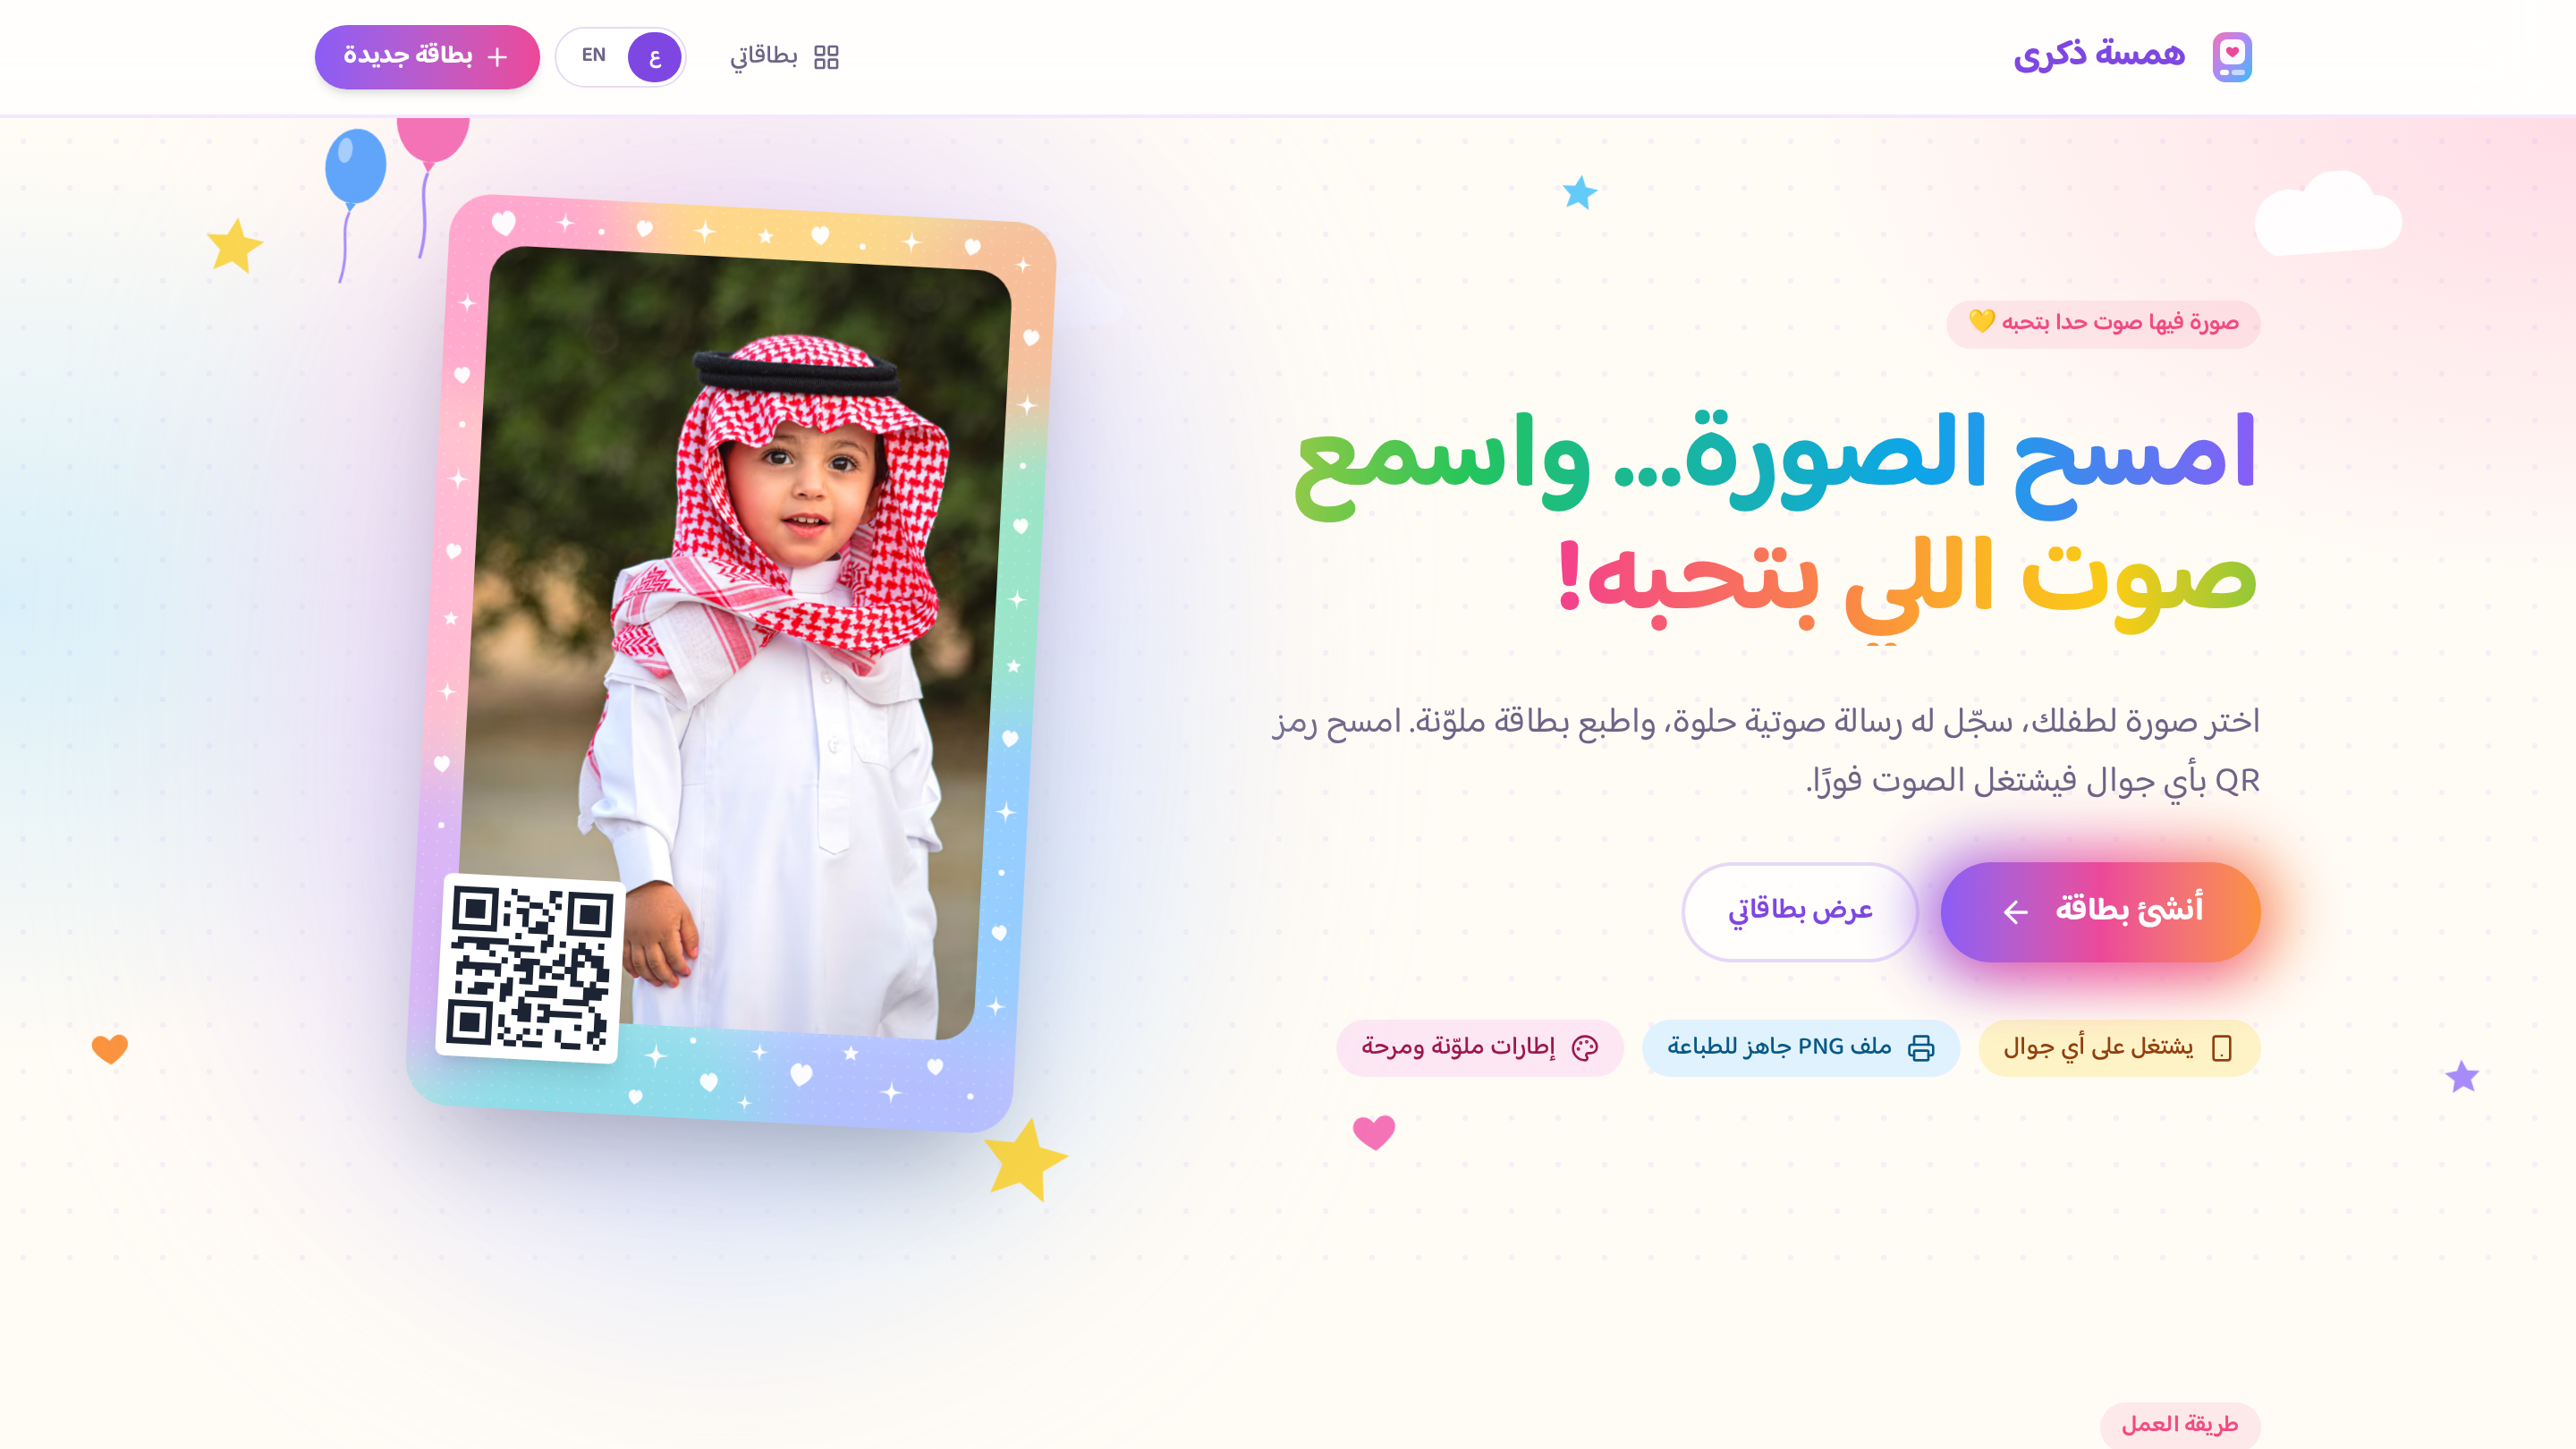 همسة ذكرى
بطاقاتي
ع
EN
بطاقة جديدة
صورة فيها صوت حدا بتحبه 💛
امسح الصورة... واسمع
صوت اللي بتحبه!
اختر صورة لطفلك، سجّل له رسالة صوتية حلوة، واطبع بطاقة ملوّنة. امسح رمز
QR بأي جوال فيشتغل الصوت فورًا.
أنشئ بطاقة
عرض بطاقاتي
يشتغل على أي جوال
ملف PNG جاهز للطباعة
إطارات ملوّنة ومرحة
طريقة العمل